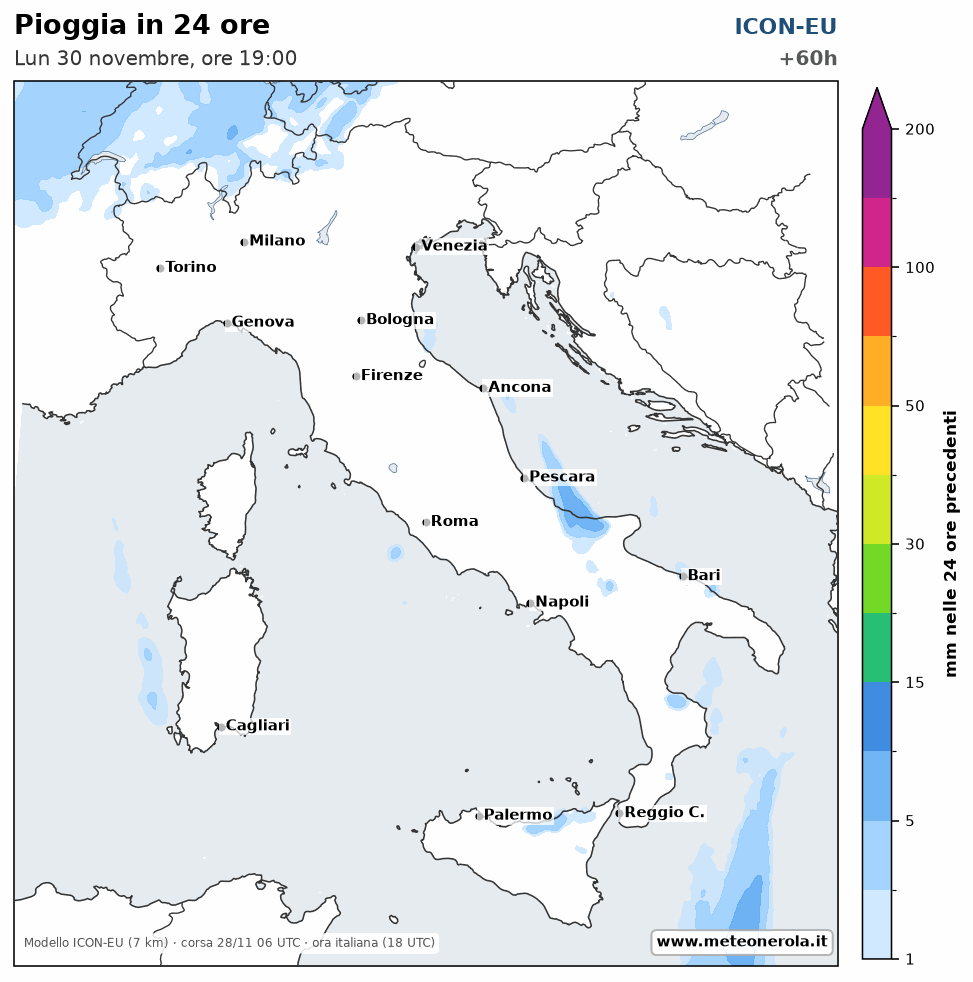 Pioggia in 24 ore
ICON-EU
Lun 30 novembre, ore 19:00
+60h
200
100
50
30
15
5
1
mm nelle 24 ore precedenti
Milano
Venezia
Torino
Genova
Bologna
Firenze
Ancona
Pescara
Roma
Bari
Napoli
Cagliari
Palermo
Reggio C.
Modello ICON-EU (7 km) · corsa 28/11 06 UTC · ora italiana (18 UTC)
www.meteonerola.it